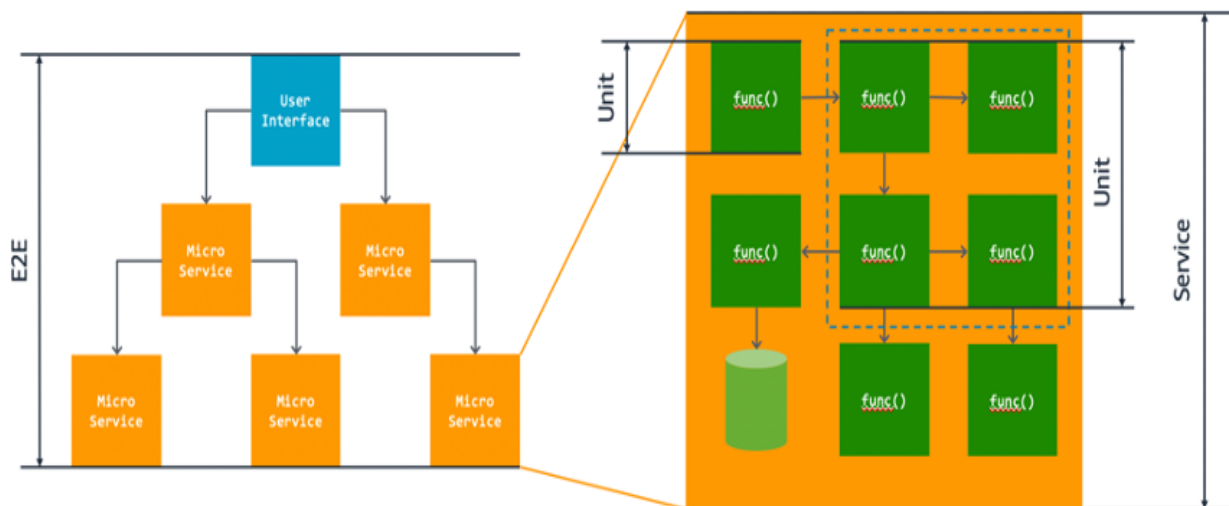 E2E
User
Interface
Micro
Service
Micro
Service
Micro
Service
Micro
Service
Micro
Service
Unit
func()
func()
func()
func()
func()
func()
func()
func()
Unit
Service